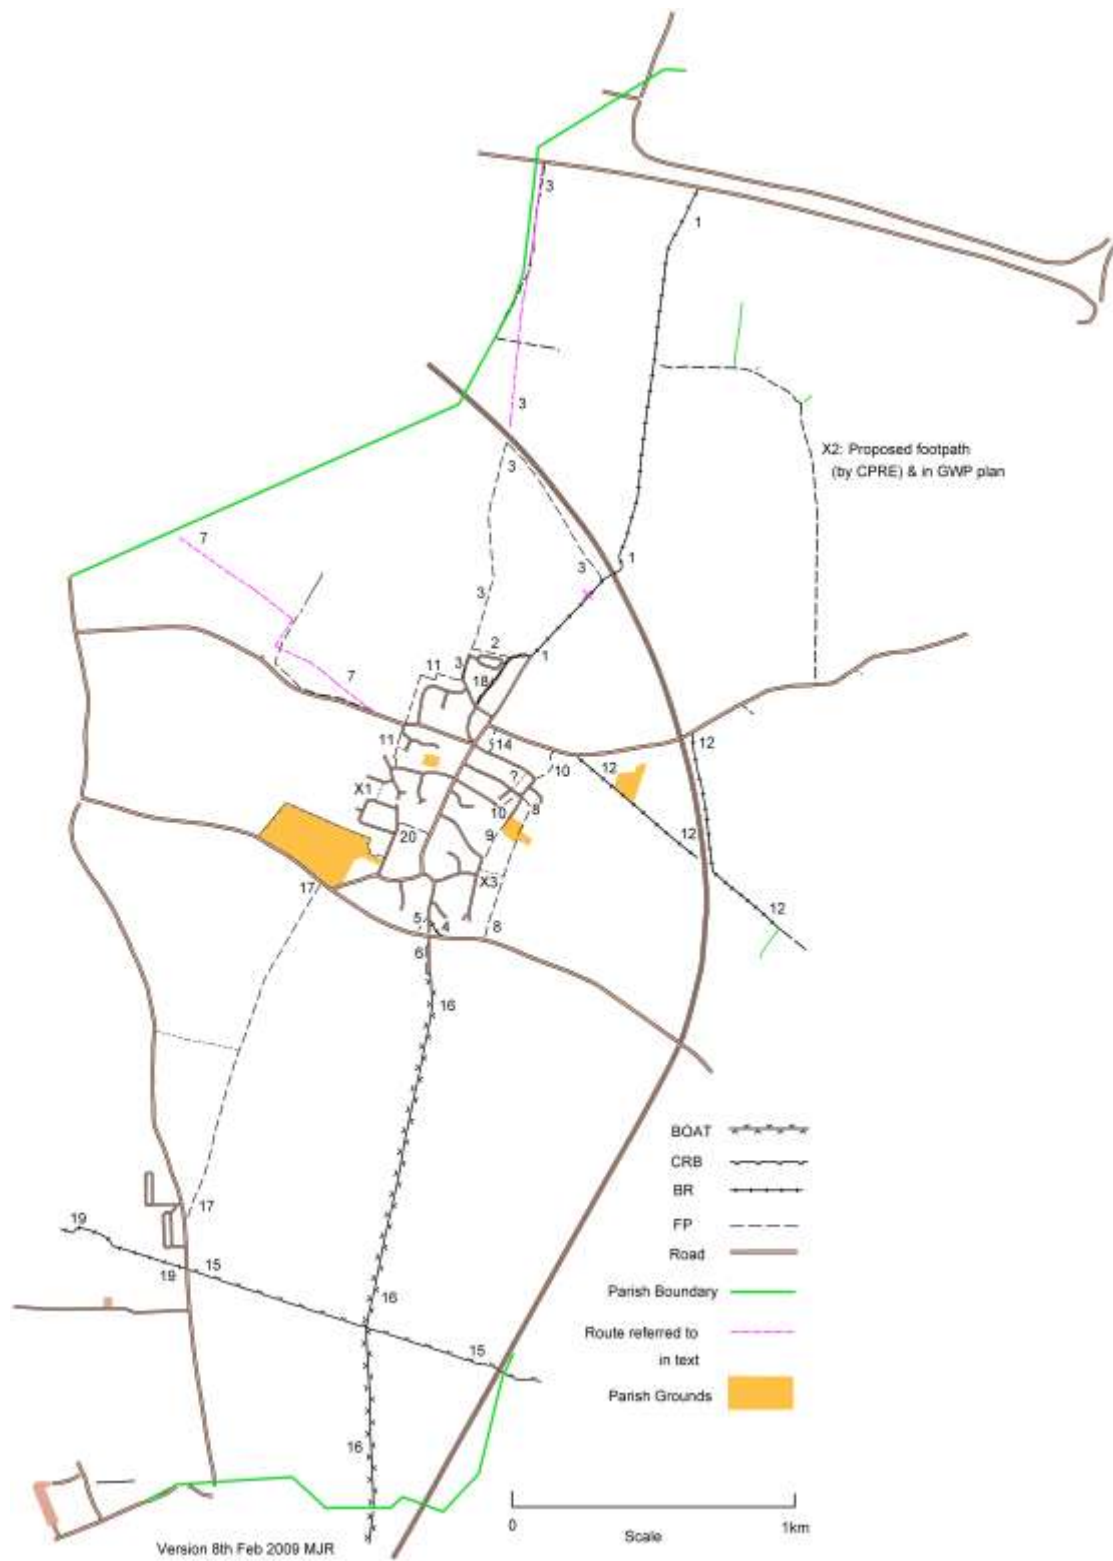 3
1
3
X2: Proposed footpath
(by CPRE) & in GWP plan
3
7
1
3
3
2
1
11
3
18
7
11
14
12
?
10
12
X1
10
8
20
9
12
X3
17
12
5
4
8
6
16
BOAT
CRB
BR
17
FP
19
Road
15
19
Parish Boundary
16
Route referred to
15
in text
Parish Grounds
16
0
1km
Scale
Version 8th Feb 2009 MJR